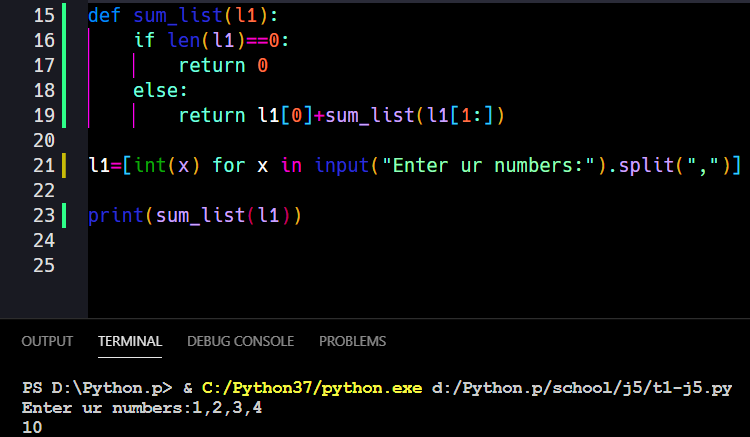 15 def sum_list(l1):
16     if len(l1)==0:
17         return 0
18     else:
19         return l1[0]+sum_list(l1[1:])
20
21 l1=[int(x) for x in input("Enter ur numbers:").split(",")]
22
23 print(sum_list(l1))
24
25
OUTPUT TERMINAL DEBUG CONSOLE PROBLEMS
PS D:\Python.p> & C:/Python37/python.exe d:/Python.p/school/j5/t1-j5.py
Enter ur numbers:1,2,3,4
10